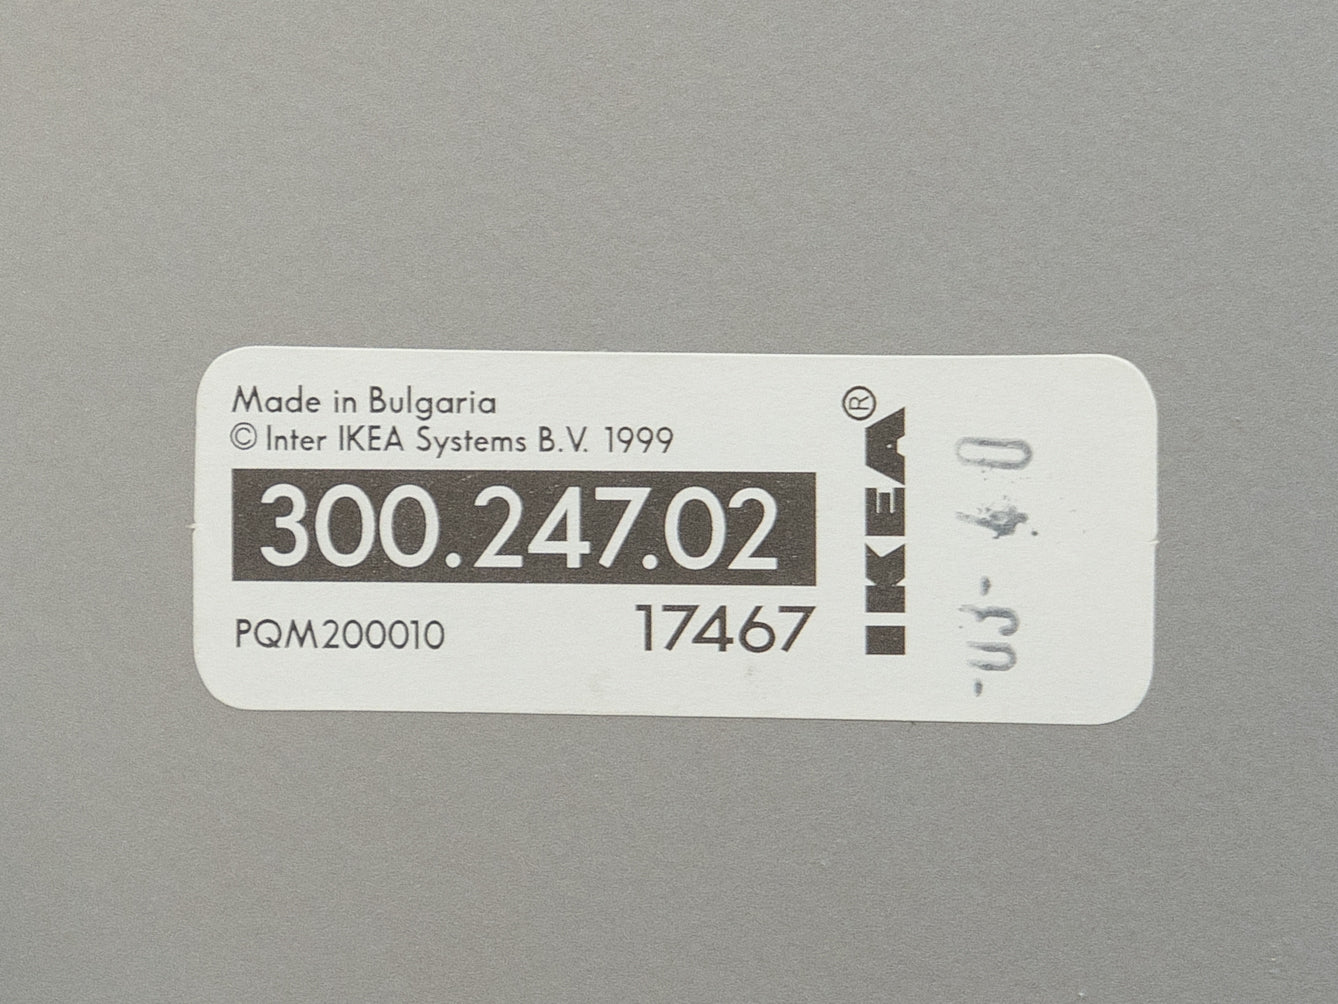 Made in Bulgaria
© Inter IKEA Systems B.V. 1999
300.247.02
PQM200010 17467
IKEA®